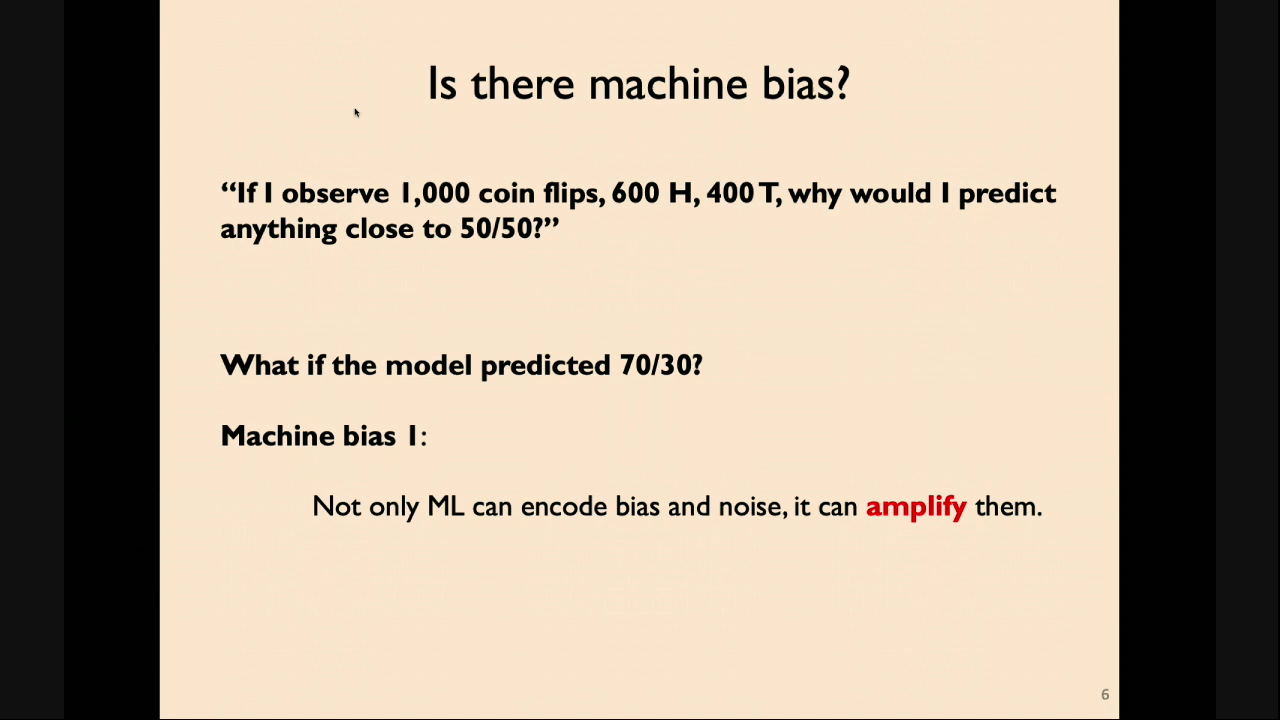 Is there machine bias?
“If I observe 1,000 coin flips, 600 H, 400 T, why would I predict
anything close to 50/50?”
What if the model predicted 70/30?
Machine bias 1:
Not only ML can encode bias and noise, it can amplify them.
6